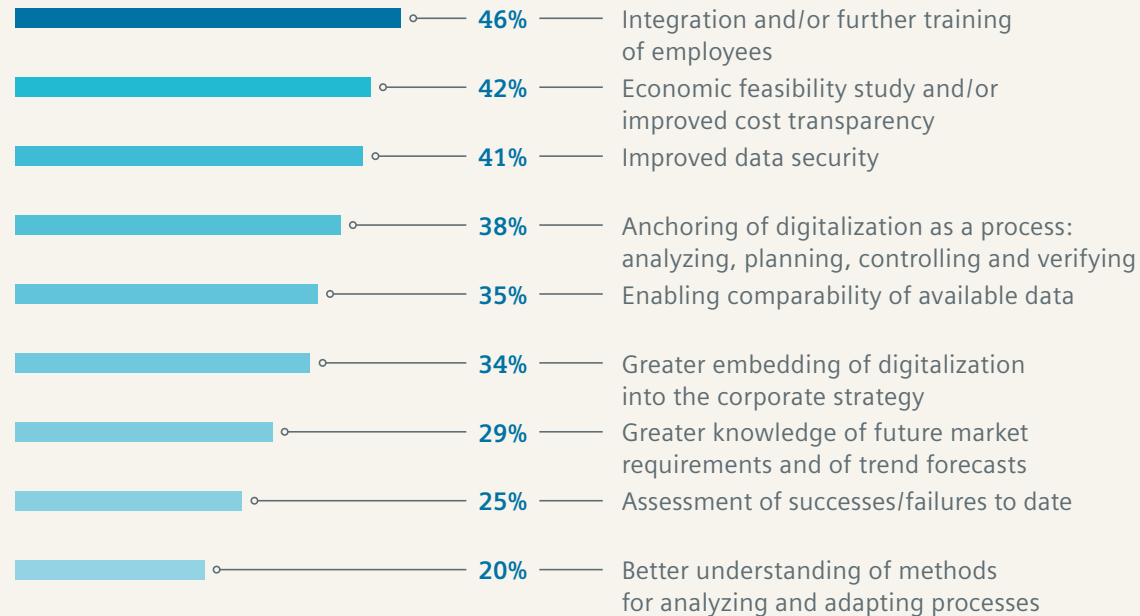 46% Integration and/or further training
of employees
42% Economic feasibility study and/or
improved cost transparency
41% Improved data security
38% Anchoring of digitalization as a process:
analyzing, planning, controlling and verifying
35% Enabling comparability of available data
34% Greater embedding of digitalization
into the corporate strategy
29% Greater knowledge of future market
requirements and of trend forecasts
25% Assessment of successes/failures to date
20% Better understanding of methods
for analyzing and adapting processes